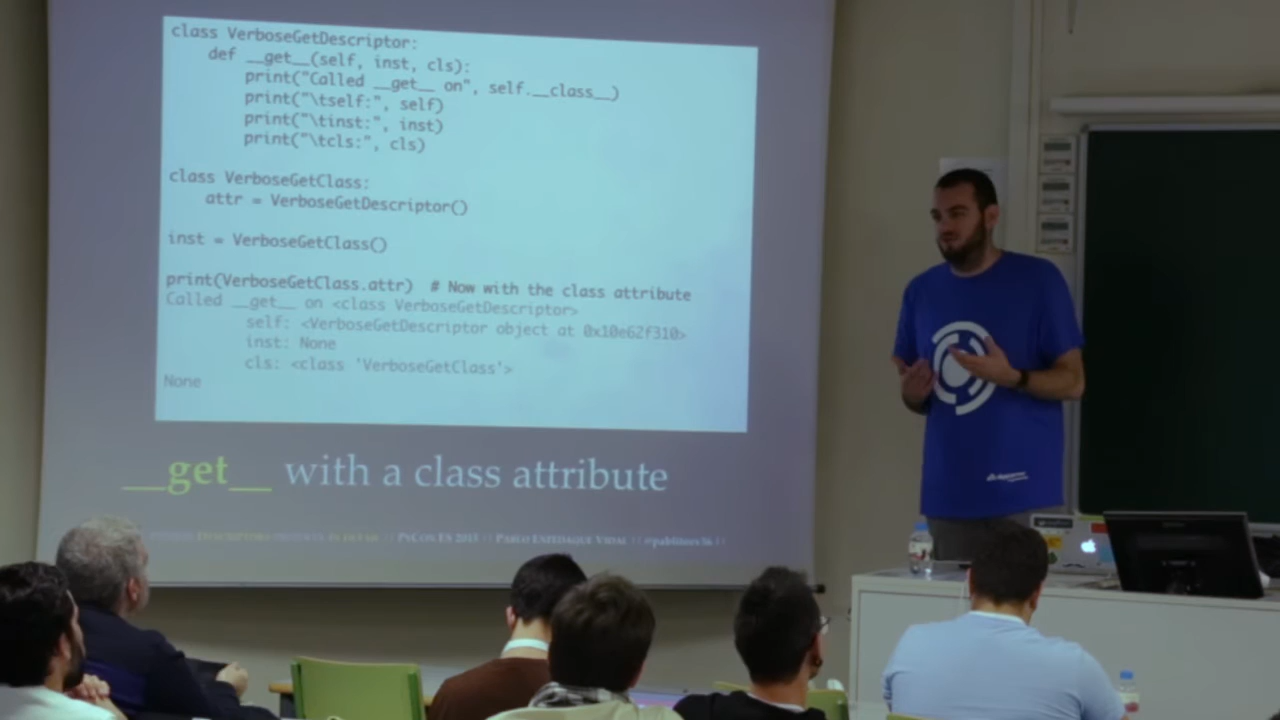 class VerboseGetDescriptor:
    def __get__(self, inst, cls):
        print("Called __get__ on", self.__class__)
        print("\tself:", self)
        print("\tinst:", inst)
        print("\tcls:", cls)
class VerboseGetClass:
    attr = VerboseGetDescriptor()
inst = VerboseGetClass()
print(VerboseGetClass.attr)  # Now with the class attribute
Called __get__ on <class VerboseGetDescriptor>
        self: <VerboseGetDescriptor object at 0x10e62f310>
        inst: None
        cls: <class 'VerboseGetClass'>
None
__get__ with a class attribute
PyCon ES 2015